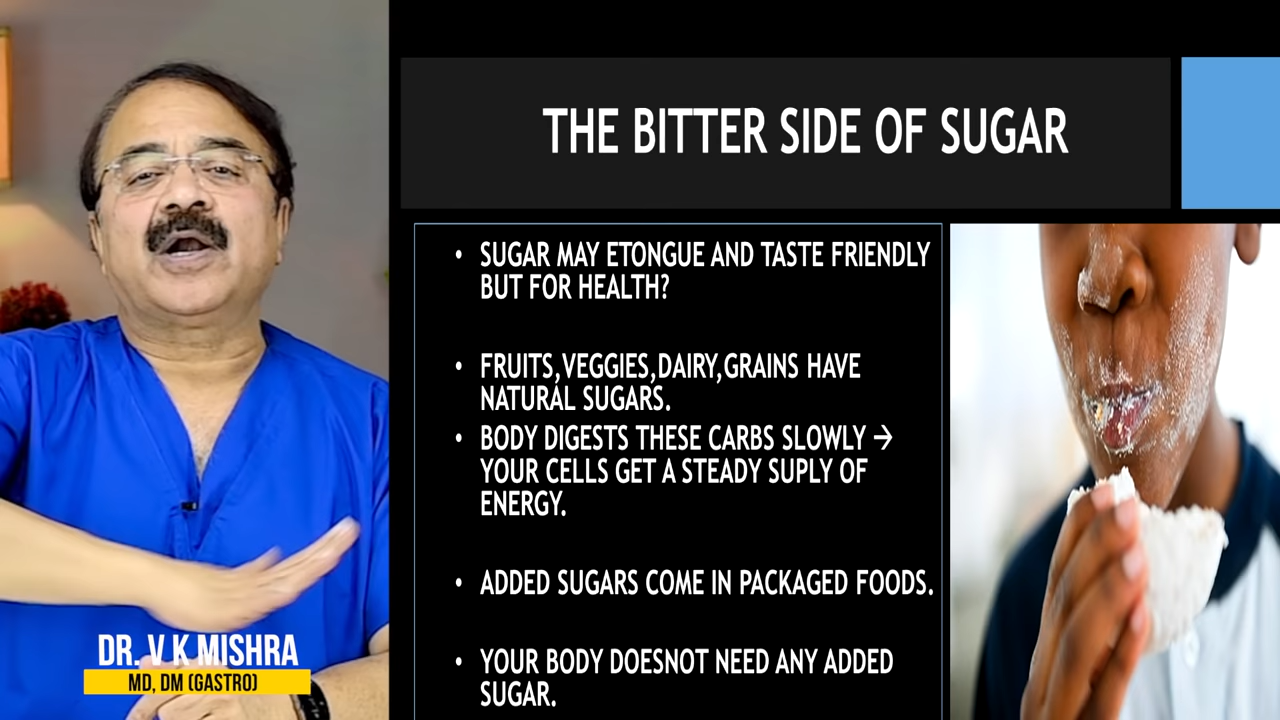 THE BITTER SIDE OF SUGAR
• SUGAR MAY ETONGUE AND TASTE FRIENDLY
BUT FOR HEALTH?
• FRUITS,VEGGIES,DAIRY,GRAINS HAVE
NATURAL SUGARS.
• BODY DIGESTS THESE CARBS SLOWLY →
YOUR CELLS GET A STEADY SUPLY OF
ENERGY.
• ADDED SUGARS COME IN PACKAGED FOODS.
• YOUR BODY DOESNOT NEED ANY ADDED
SUGAR.
DR. V K MISHRA
MD, DM (GASTRO)